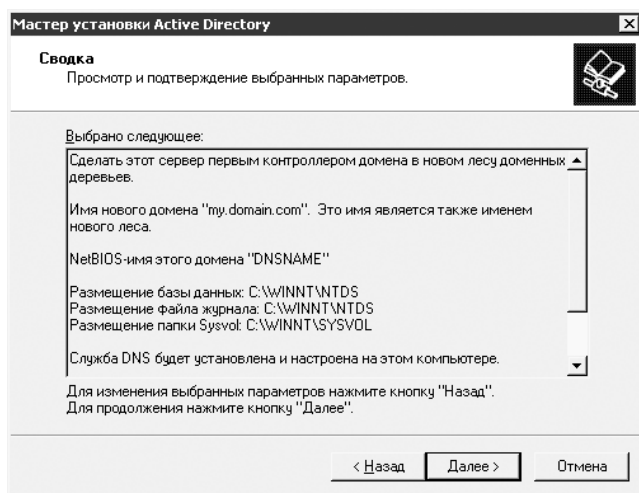 Мастер установки Active Directory
Сводка
Просмотр и подтверждение выбранных параметров.
Выбрано следующее:
Сделать этот сервер первым контроллером домена в новом лесу доменных
деревьев.
Имя нового домена "my.domain.com".  Это имя является также именем
нового леса.
NetBIOS-имя этого домена "DNSNAME"
Размещение базы данных: C:\WINNT\NTDS
Размещение файла журнала: C:\WINNT\NTDS
Размещение папки Sysvol: C:\WINNT\SYSVOL
Служба DNS будет установлена и настроена на этом компьютере.
Для изменения выбранных параметров нажмите кнопку "Назад".
Для продолжения нажмите кнопку "Далее".
< Назад Далее > Отмена